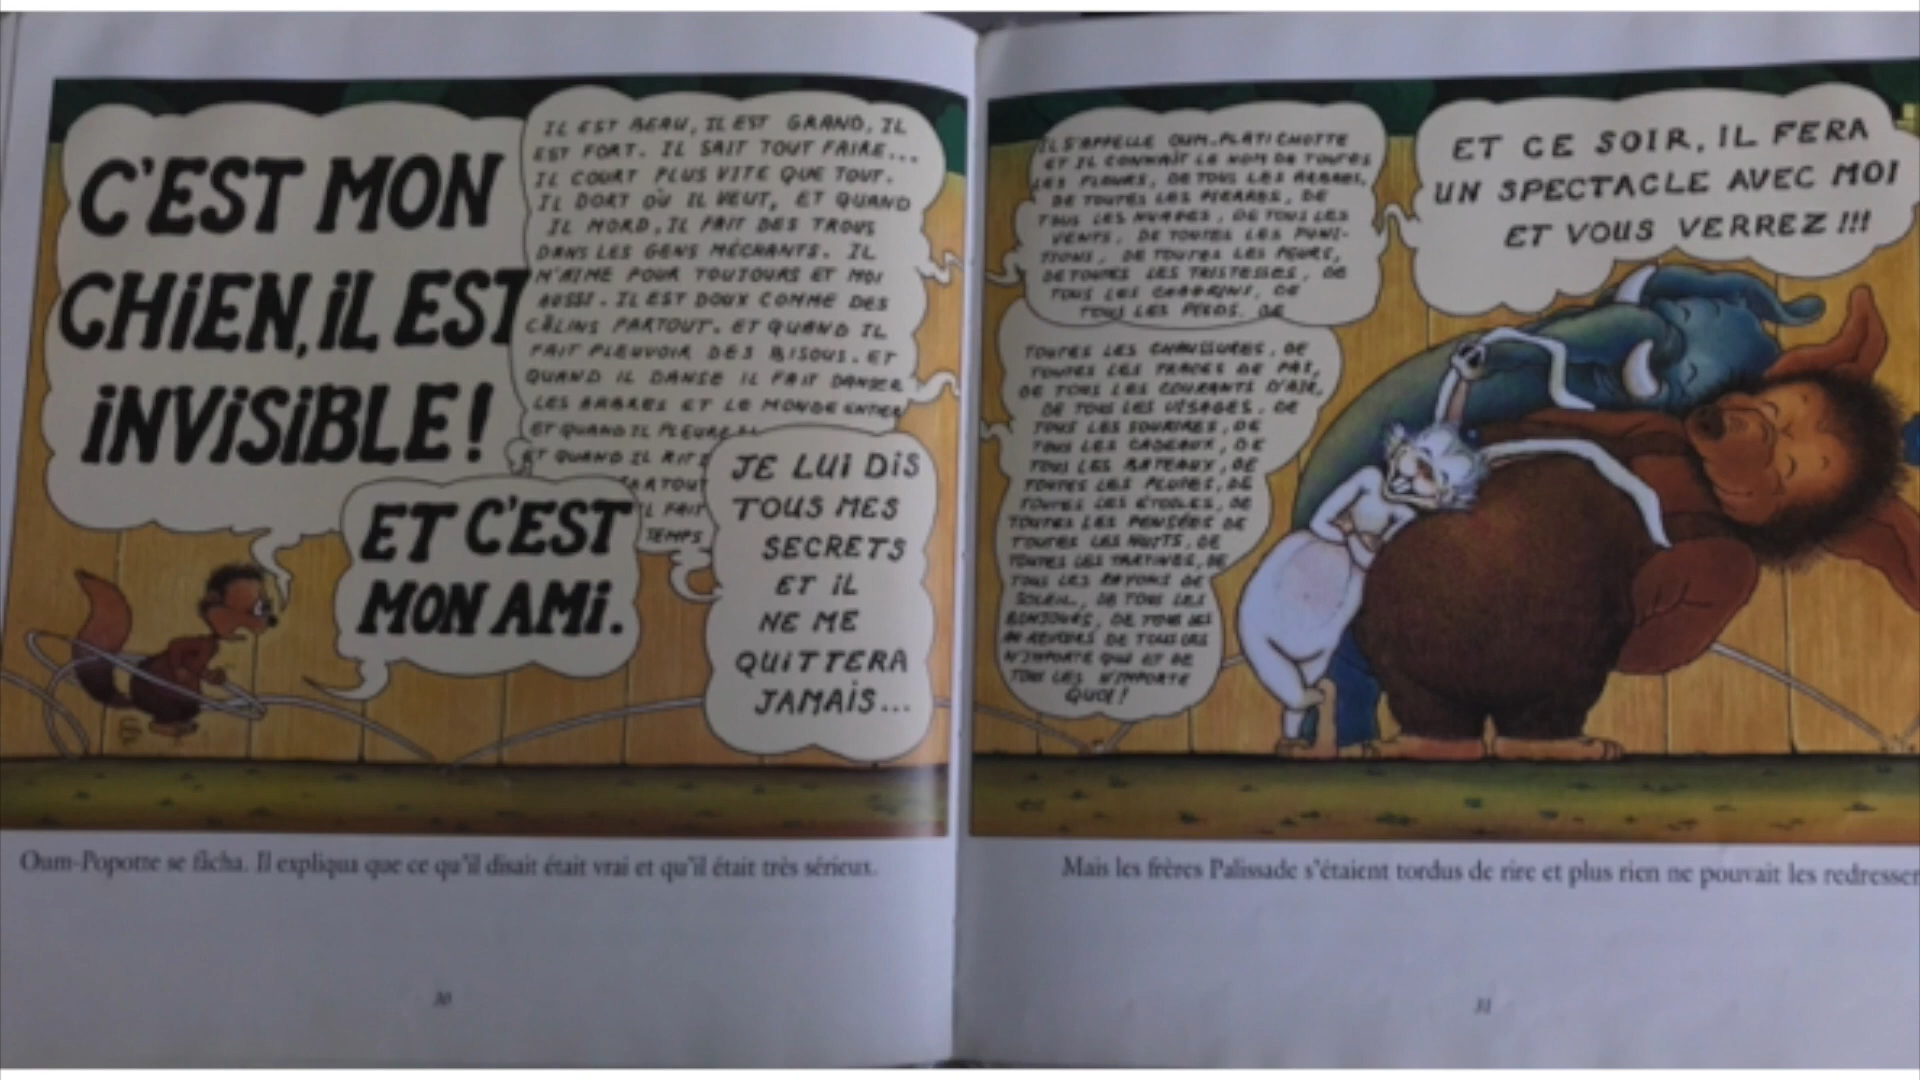 C'EST MON
CHIEN, IL EST
INVISIBLE!
ET C'EST
MON AMI.
IL EST BEAU, IL EST GRAND, IL
EST FORT. IL SAIT TOUT FAIRE...
IL COURT PLUS VITE QUE TOUT.
IL DORT OÙ IL VEUT, ET QUAND
IL MORD, IL FAIT DES TROUS
DANS LES GENS MÉCHANTS. IL
M'AIME POUR TOUJOURS ET MOI
AUSSI. IL EST DOUX COMME DES
CÂLINS PARTOUT. ET QUAND IL
FAIT PLEUVOIR DES BISOUS. ET
QUAND IL DANSE IL FAIT DANSER
LES ARBRES ET LE MONDE ENTIER
ET QUAND IL PLEURE
ET QUAND IL RIT
PARTOUT
IL FAIT
TEMPS
JE LUI DIS
TOUS MES
SECRETS
ET IL
NE ME
QUITTERA
JAMAIS...
Oum-Popotte se fâcha. Il expliqua que ce qu'il disait était vrai et qu'il était très sérieux.
30
IL S'APPELLE OUM-PLATICHOTTE
ET IL CONNAÎT LE NOM DE TOUTES
LES FLEURS, DE TOUS LES ARBRES,
DE TOUTES LES PIERRES, DE
TOUS LES NUAGES, DE TOUS LES
VENTS, DE TOUTES LES PUNI-
TIONS, DE TOUTES LES PEURS,
DE TOUTES LES TRISTESSES, DE
TOUS LES CHAGRINS, DE
TOUS LES PIEDS, DE
TOUTES LES CHAUSSURES, DE
TOUTES LES TRACES DE PAS,
DE TOUS LES COURANTS D'AIR,
DE TOUS LES VISAGES, DE
TOUS LES SOURIRES, DE
TOUS LES CADEAUX, DE
TOUS LES BATEAUX, DE
TOUTES LES PLUIES, DE
TOUTES LES ÉTOILES, DE
TOUTES LES PENSÉES DE
TOUTES LES NUITS, DE
TOUTES LES TARTINES, DE
TOUS LES RAYONS DE
SOLEIL, DE TOUS LES
BONJOURS, DE TOUS LES
AU-REVOIRS DE TOUS LES
N'IMPORTE QUI ET DE
TOUS LES N'IMPORTE
QUOI!
ET CE SOIR, IL FERA
UN SPECTACLE AVEC MOI
ET VOUS VERREZ!!!
Mais les frères Palissade s'étaient tordus de rire et plus rien ne pouvait les redresser
31